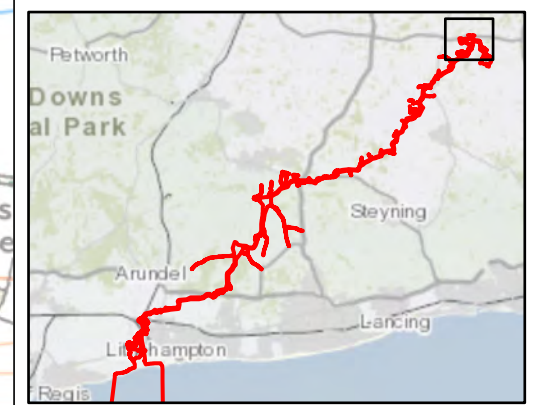 Petworth
Downs
al Park
s
e
Steyning
Arundel
Lancing
Littlehampton
f Regis